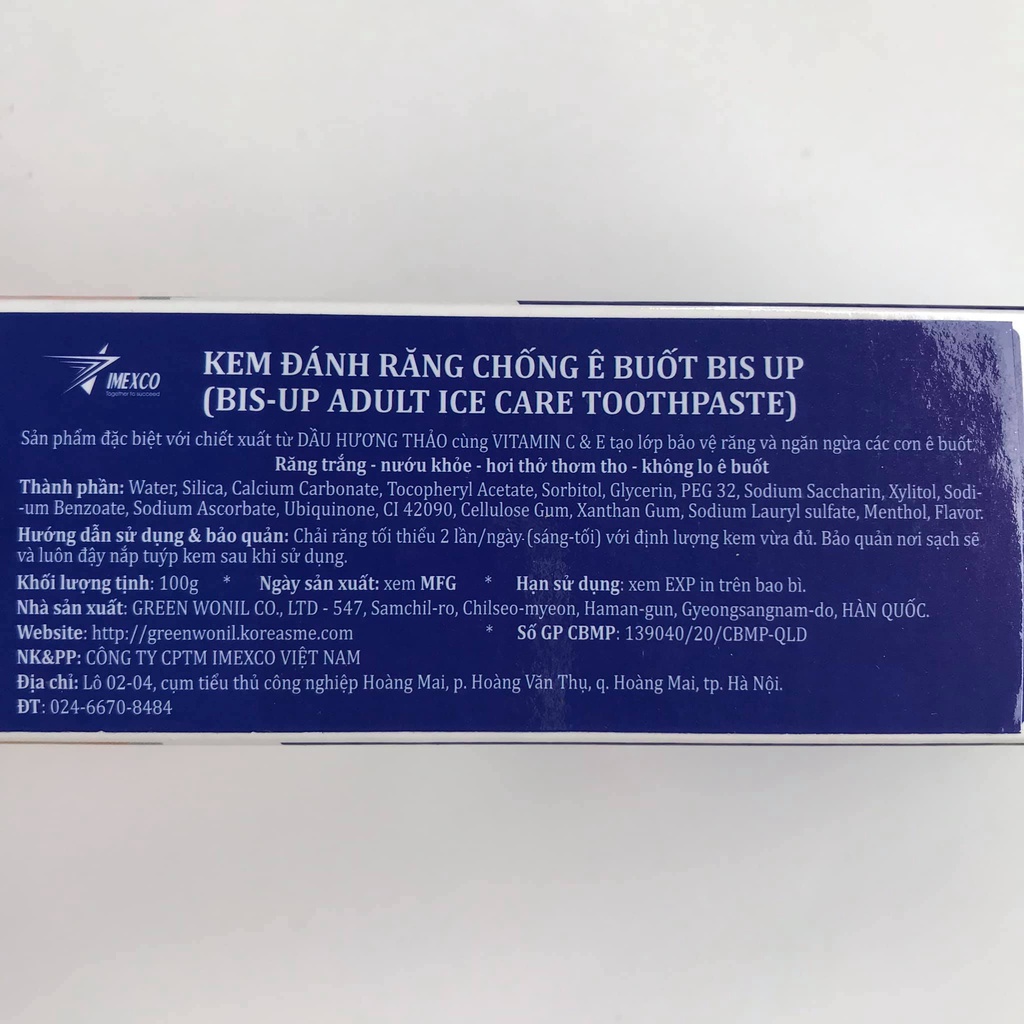 IMEXCO
Together to succeed
KEM ĐÁNH RĂNG CHỐNG Ê BUỐT BIS UP
(BIS-UP ADULT ICE CARE TOOTHPASTE)
Sản phẩm đặc biệt với chiết xuất từ DẦU HƯƠNG THẢO cùng VITAMIN C & E tạo lớp bảo vệ răng và ngăn ngừa các cơn ê buốt.
Răng trắng - nướu khỏe - hơi thở thơm tho - không lo ê buốt
Thành phần: Water, Silica, Calcium Carbonate, Tocopheryl Acetate, Sorbitol, Glycerin, PEG 32, Sodium Saccharin, Xylitol, Sodi-
-um Benzoate, Sodium Ascorbate, Ubiquinone, CI 42090, Cellulose Gum, Xanthan Gum, Sodium Lauryl sulfate, Menthol, Flavor.
Hướng dẫn sử dụng & bảo quản: Chải răng tối thiểu 2 lần/ngày (sáng-tối) với định lượng kem vừa đủ. Bảo quản nơi sạch sẽ
và luôn đậy nắp tuýp kem sau khi sử dụng.
Khối lượng tịnh: 100g * Ngày sản xuất: xem MFG * Hạn sử dụng: xem EXP in trên bao bì.
Nhà sản xuất: GREEN WONIL CO., LTD - 547, Samchil-ro, Chilseo-myeon, Haman-gun, Gyeongsangnam-do, HÀN QUỐC.
Website: http://greenwonil.koreasme.com * Số GP CBMP: 139040/20/CBMP-QLD
NK&PP: CÔNG TY CPTM IMEXCO VIỆT NAM
Địa chỉ: Lô 02-04, cụm tiểu thủ công nghiệp Hoàng Mai, p. Hoàng Văn Thụ, q. Hoàng Mai, tp. Hà Nội.
ĐT: 024-6670-8484